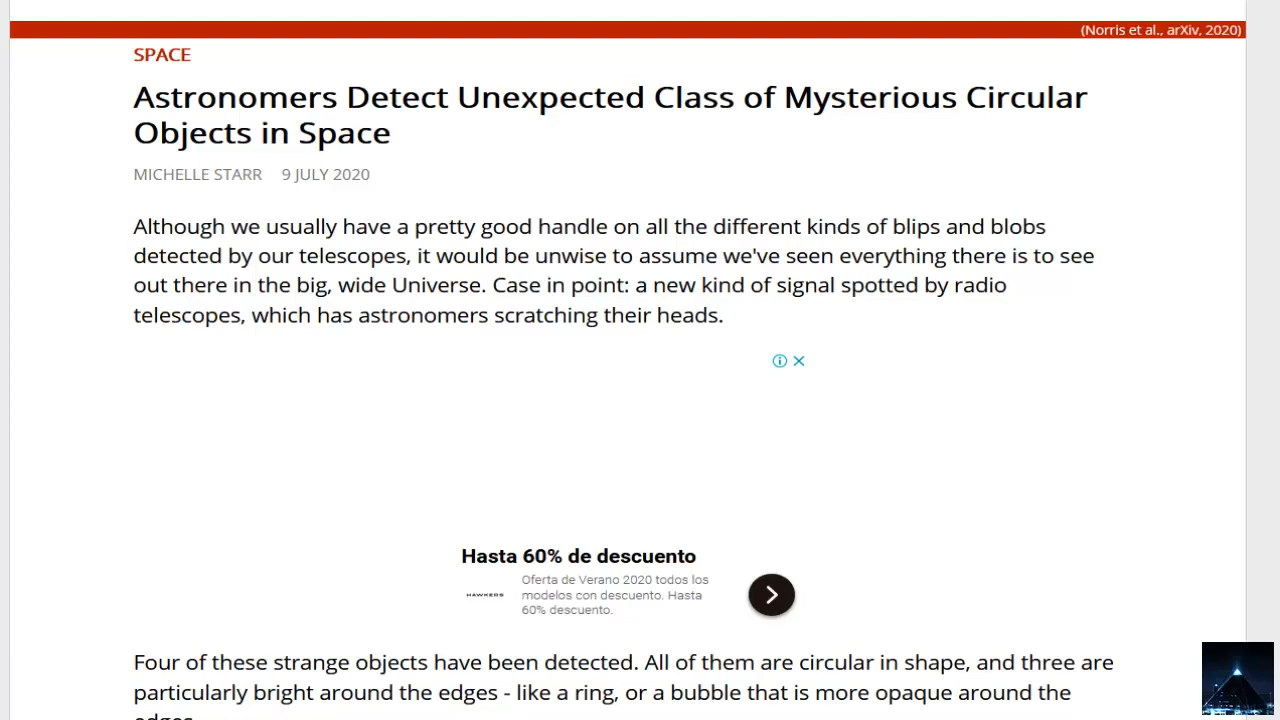 (Norris et al., arXiv, 2020)
SPACE
Astronomers Detect Unexpected Class of Mysterious Circular
Objects in Space
MICHELLE STARR 9 JULY 2020
Although we usually have a pretty good handle on all the different kinds of blips and blobs
detected by our telescopes, it would be unwise to assume we've seen everything there is to see
out there in the big, wide Universe. Case in point: a new kind of signal spotted by radio
telescopes, which has astronomers scratching their heads.
Hasta 60% de descuento
Oferta de Verano 2020 todos los
HAWKERS modelos con descuento. Hasta
60% descuento.
Four of these strange objects have been detected. All of them are circular in shape, and three are
particularly bright around the edges - like a ring, or a bubble that is more opaque around the
edges.